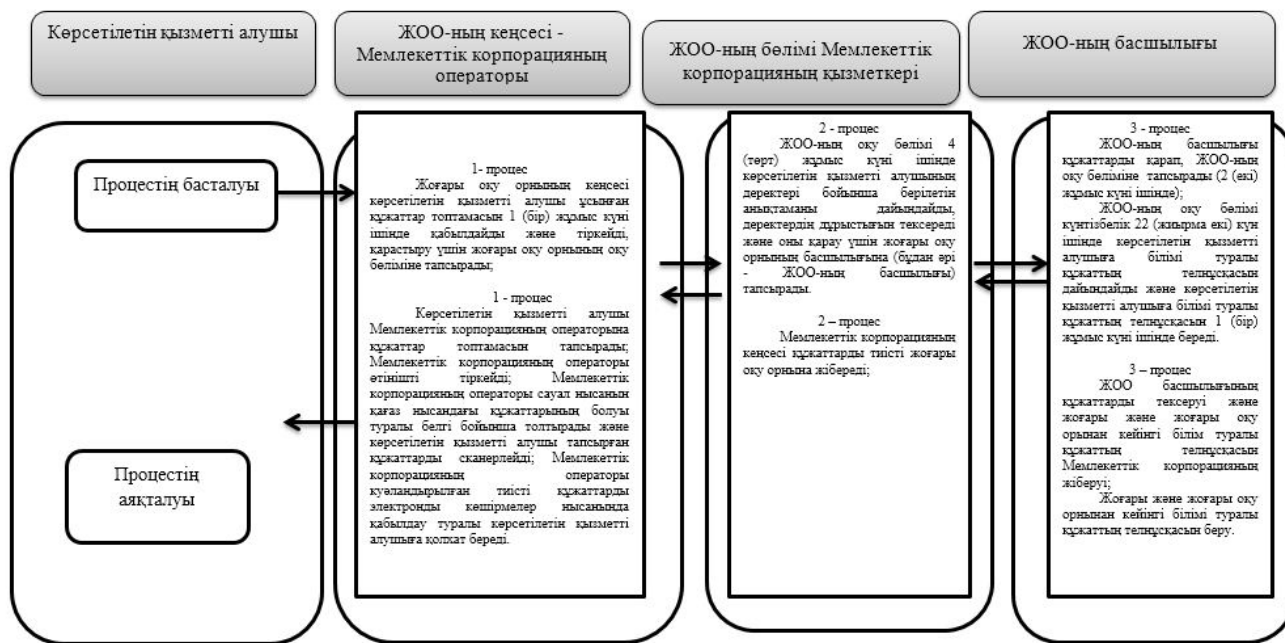 Көрсетілетін қызметті алушы
ЖОО-ның кеңсесі -
Мемлекеттік корпорацияның
операторы
ЖОО-ның бөлімі Мемлекеттік
корпорацияның қызметкері
ЖОО-ның басшылығы
Процестің басталуы
Процестің
аяқталуы
1- процес
Жоғары оқу орнының кеңсесі
көрсетілетін қызметті алушы ұсынған
құжаттар топтамасын 1 (бір) жұмыс күні
ішінде қабылдайды және тіркейді,
қарастыру үшін жоғары оқу орнының оқу
бөліміне тапсырады;
1 - процес
Көрсетілетін қызметті алушы
Мемлекеттік корпорацияның операторына
құжаттар топтамасын тапсырады;
Мемлекеттік корпорацияның операторы
өтінішті тіркейді; Мемлекеттік
корпорацияның операторы сауал нысанын
қағаз нысандағы құжаттарының болуы
туралы белгі бойынша толтырады және
көрсетілетін қызметті алушы тапсырған
құжаттарды сканерлейді; Мемлекеттік
корпорацияның операторы
куәландырылған тиісті құжаттарды
электронды көшірмелер нысанында
қабылдау туралы көрсетілетін қызметті
алушыға қолхат береді.
2 - процес
ЖОО-ның оқу бөлімі 4
(төрт) жұмыс күні ішінде
көрсетілетін қызметті алушының
деректері бойынша берілетін
анықтаманы дайындайды,
деректердің дұрыстығын тексереді
және оны қарау үшін жоғары оқу
орнының басшылығына (бұдан әрі
- ЖОО-ның басшылығы)
тапсырады.
2 – процес
Мемлекеттік корпорацияның
кеңсесі құжаттарды тиісті жоғары
оқу орнына жібереді;
3 - процес
ЖОО-ның басшылығы
құжаттарды қарап, ЖОО-ның
оқу бөліміне тапсырады (2 (екі)
жұмыс күні ішінде);
ЖОО-ның оқу бөлімі
күнтізбелік 22 (жиырма екі) күн
ішінде көрсетілетін қызметті
алушыға білімі туралы
құжаттың телнұсқасын
дайындайды және көрсетілетін
қызметті алушыға білімі туралы
құжаттың телнұсқасын 1 (бір)
жұмыс күні ішінде береді.
3 – процес
ЖОО басшылығының
құжаттарды тексеруі және
жоғары және жоғары оқу
орынан кейінгі білім туралы
құжаттың телнұсқасын
Мемлекеттік корпорацияның
жіберуі;
Жоғары және жоғары оқу
орнынан кейінгі білімі туралы
құжаттың телнұсқасын беру.